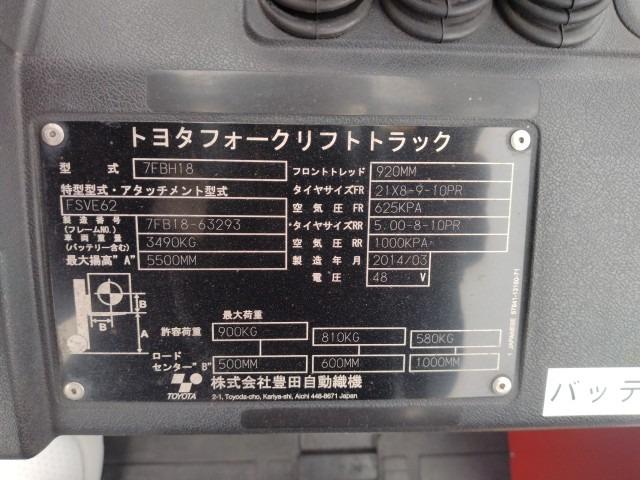 トヨタフォークリフトトラック
型 式 7FBH18 フロントトレッド 920MM
特型型式・アタッチメント型式 タイヤサイズFR 21X8-9-10PR
FSVE62 空 気 圧 FR 625KPA
製 造 番 号
(フレームNO.) 7FB18-63293 ・タイヤサイズRR 5.00-8-10PR
車 両 重 量
(バッテリー含む) 3490KG 空 気 圧 RR 1000KPA
最大揚高"A" 5500MM 製 造 年 月 2014/03
電 圧 48 V
最大荷重
許容荷重 900KG 810KG 580KG
ロード
センター"B" 500MM 600MM 1000MM
B
B
A
TOYOTA 株式会社豊田自動織機
2-1, Toyoda-cho, Kariya-shi, Aichi 448-8671 Japan
1 JAPANESE
バッテ